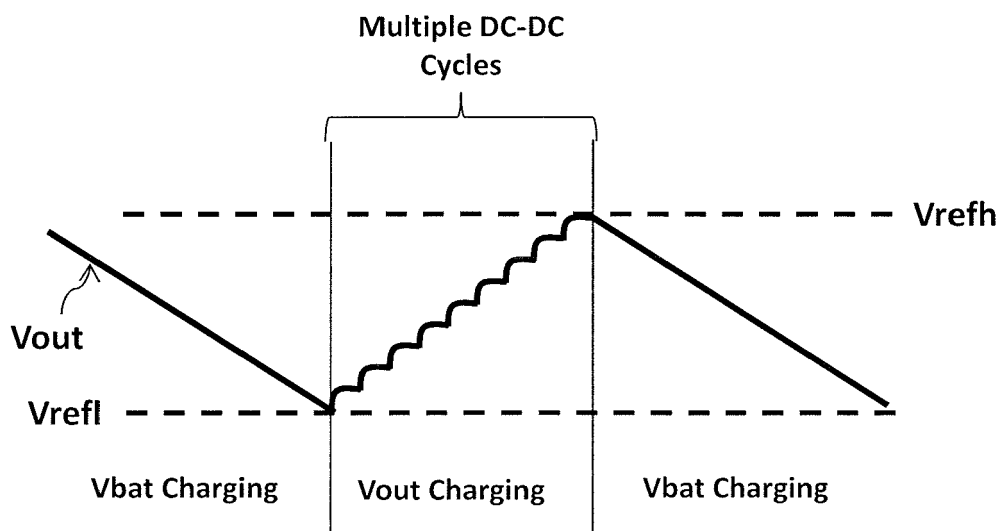 Multiple DC-DC
Cycles
Vrefh
Vout
Vrefl
Vbat Charging
Vout Charging
Vbat Charging